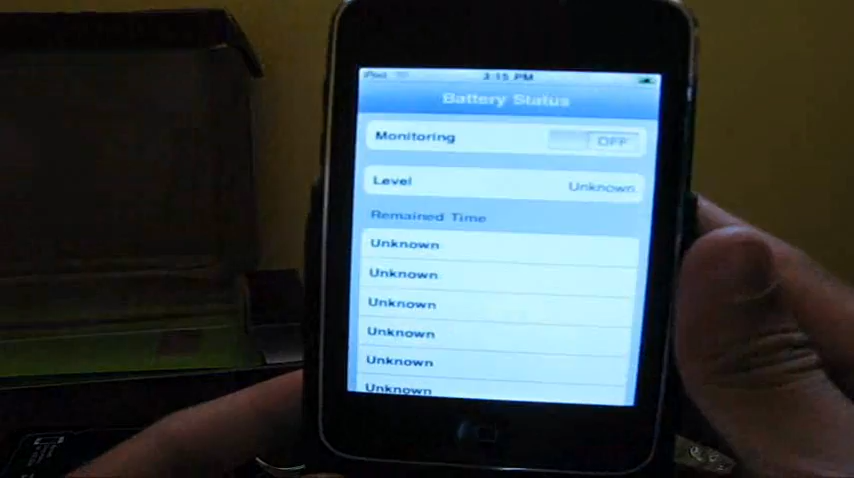 iPod
3:15 PM
Battery Status
Monitoring
OFF
Level
Unknown
Remained Time
Unknown
Unknown
Unknown
Unknown
Unknown
Unknown